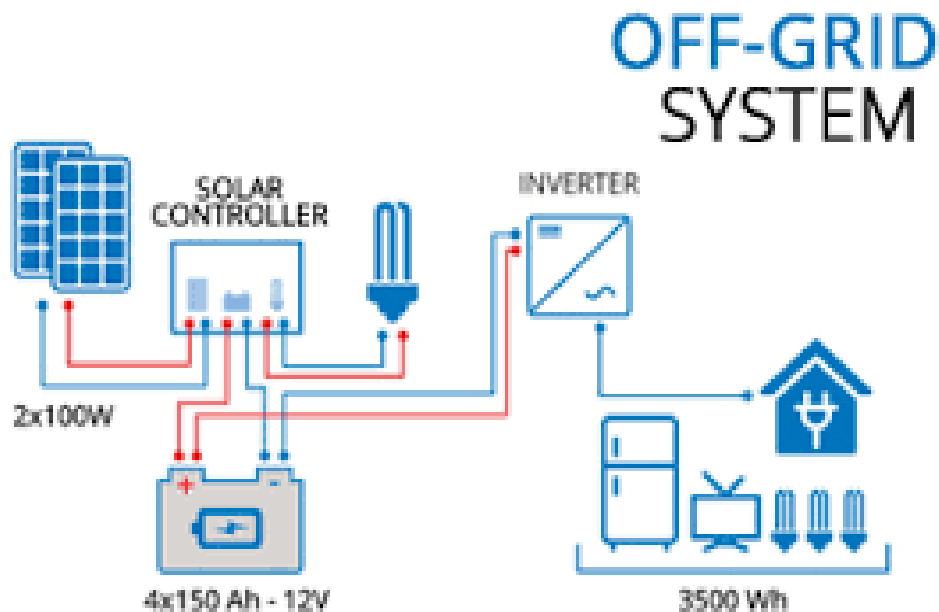 OFF-GRID
SYSTEM
SOLAR
CONTROLLER
INVERTER
2x100W
+
-
4x150 Ah - 12V
3500 Wh